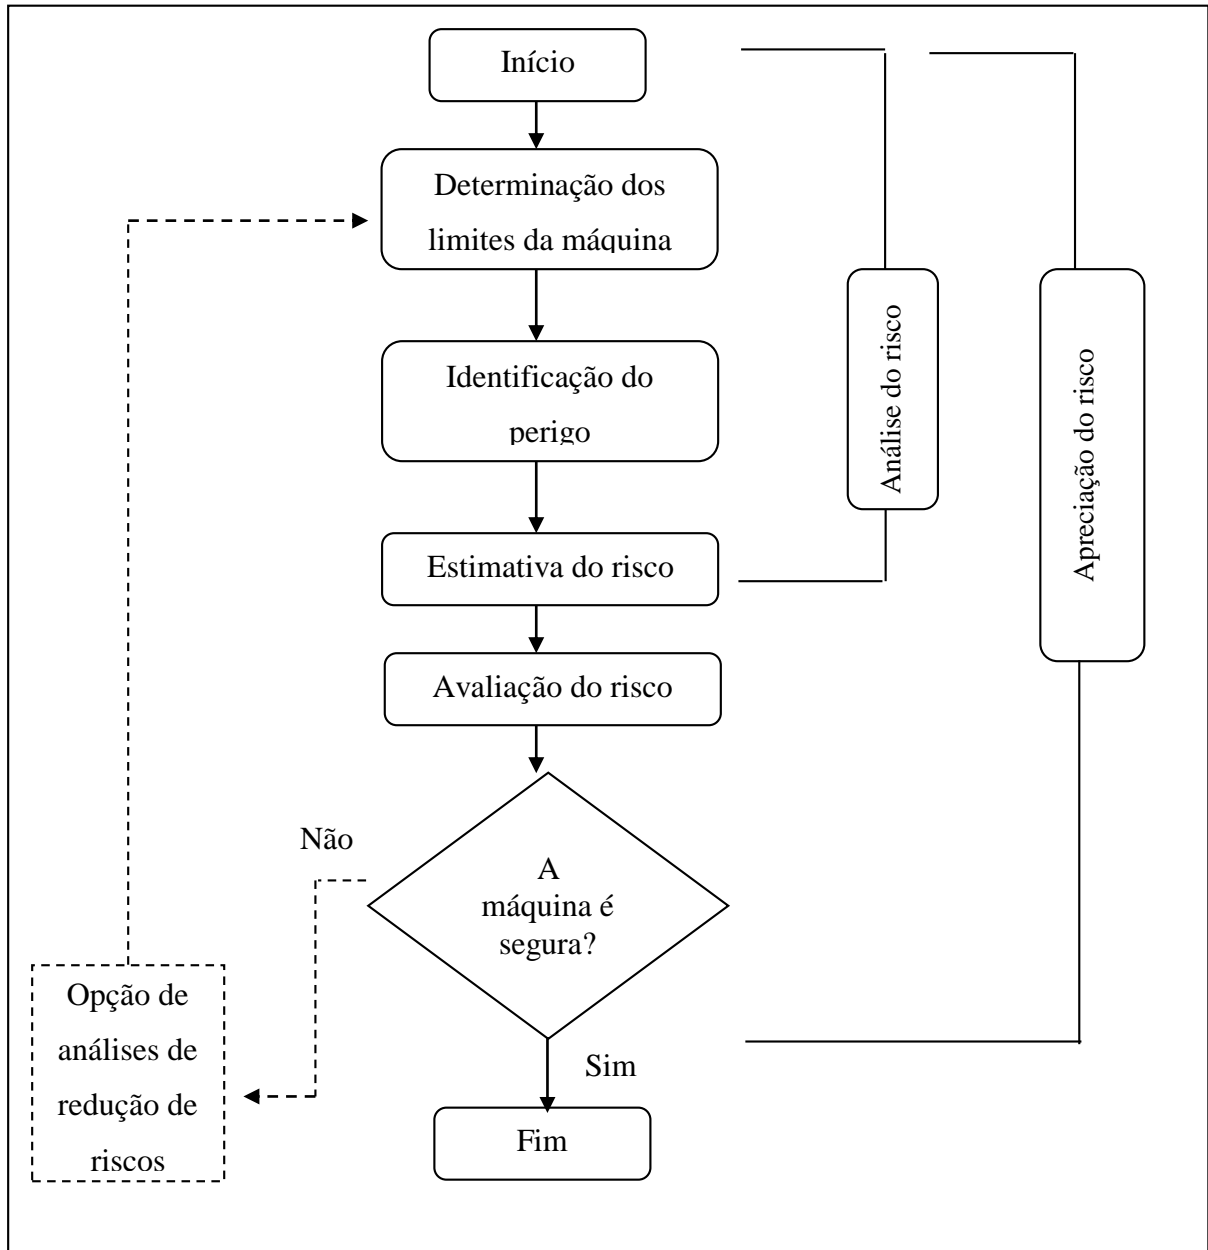 Início
Determinação dos
limites da máquina
Identificação do
perigo
Estimativa do risco
Avaliação do risco
A
máquina é
segura?
Não
Sim
Fim
Opção de
análises de
redução de
riscos
Análise do risco
Apreciação do risco